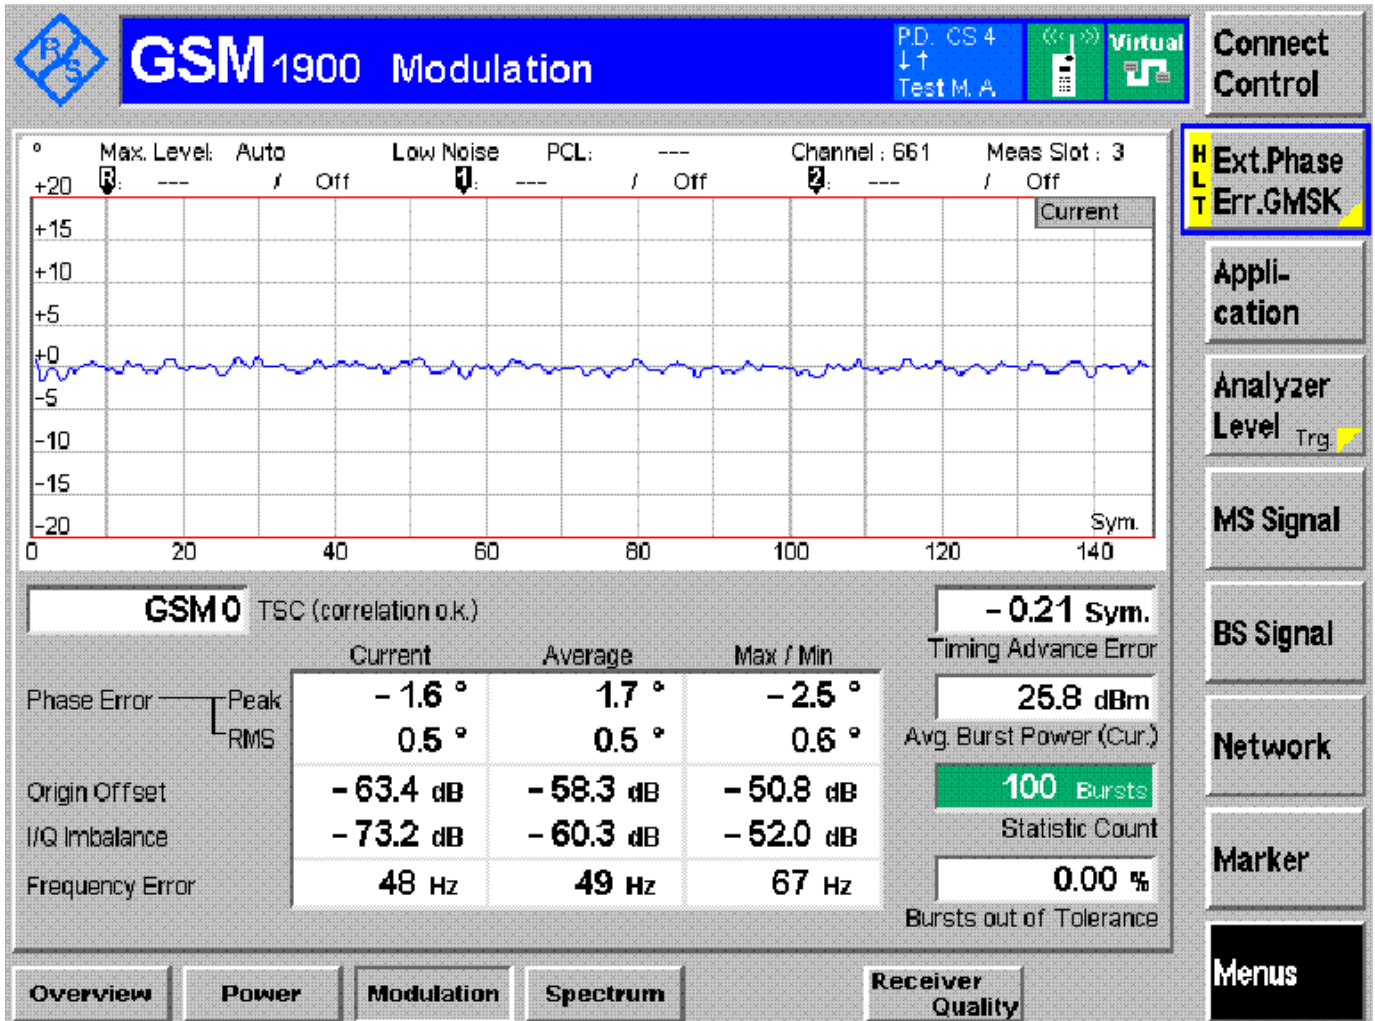 R S
GSM 1900 Modulation
P.D. CS 4
↓↑
Test M. A.
Virtual
Connect
Control
° Max. Level: Auto Low Noise PCL: --- Channel : 661 Meas Slot : 3
R: --- / Off 1: --- / Off 2: --- / Off
Current
+20
+15
+10
+5
+0
-5
-10
-15
-20
Sym.
0 20 40 60 80 100 120 140
GSM 0 TSC (correlation o.k.)
- 0.21 Sym.
Timing Advance Error
Current Average Max / Min
Phase Error Peak - 1.6 ° 1.7 ° - 2.5 °
25.8 dBm
RMS 0.5 ° 0.5 ° 0.6 °
Avg. Burst Power (Cur.)
Origin Offset - 63.4 dB - 58.3 dB - 50.8 dB
100 Bursts
I/Q Imbalance - 73.2 dB - 60.3 dB - 52.0 dB
Statistic Count
Frequency Error 48 Hz 49 Hz 67 Hz
0.00 %
Bursts out of Tolerance
H L T
Ext.Phase
Err.GMSK
Appli-
cation
Analyzer
Level Trg.
MS Signal
BS Signal
Network
Marker
Menus
Overview Power Modulation Spectrum Receiver
Quality